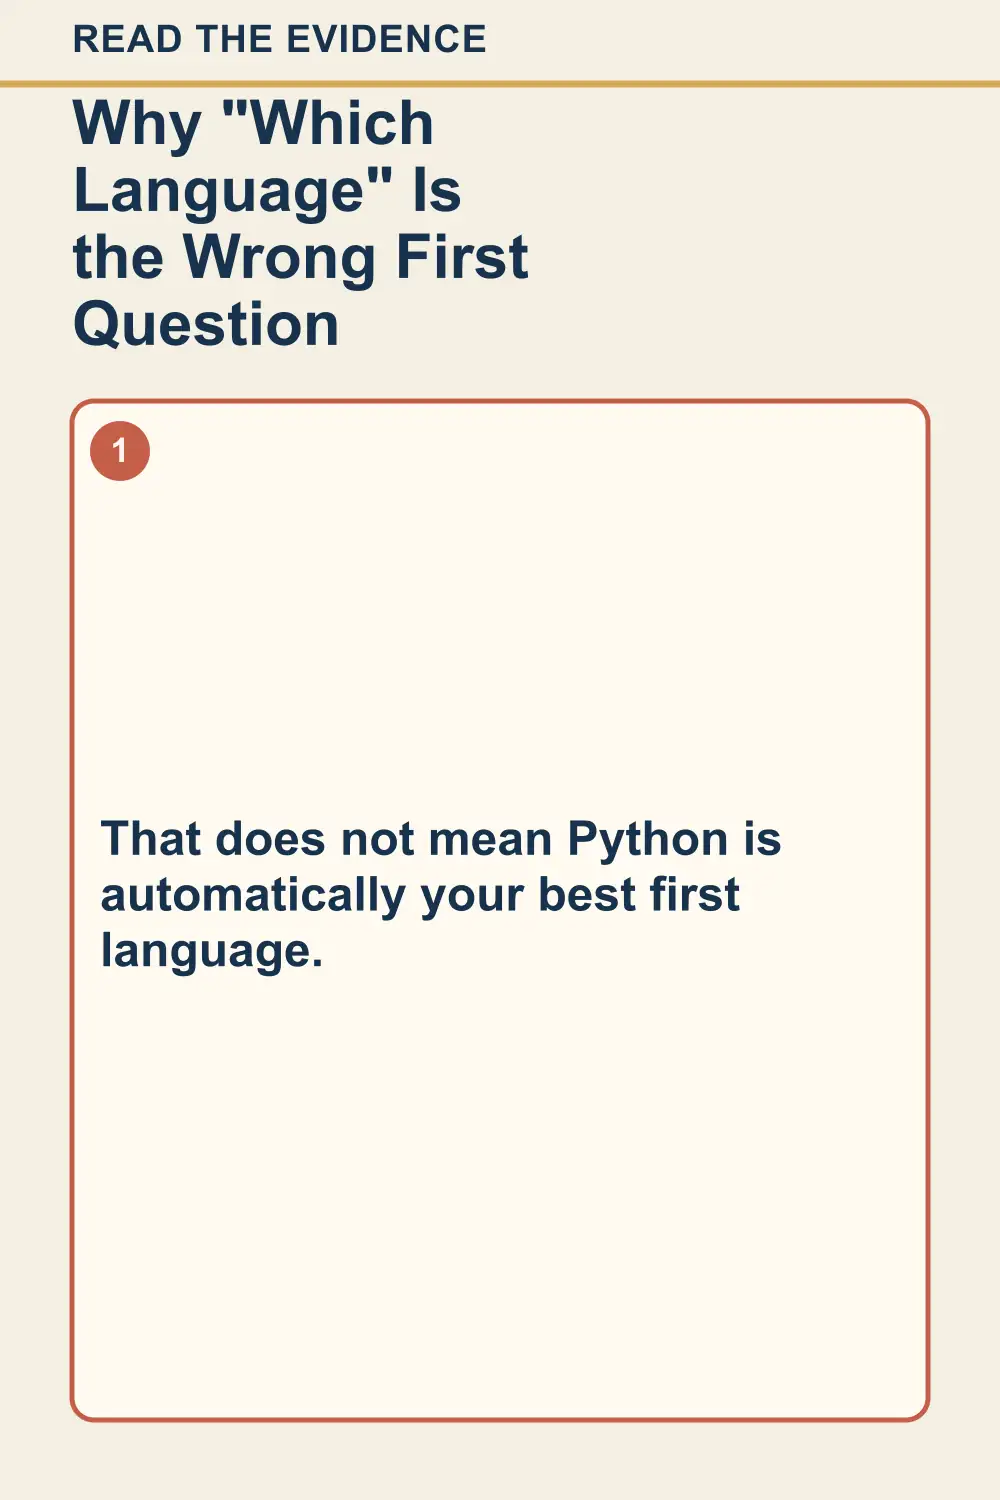 READ THE EVIDENCE
Why "Which
Language" Is
the Wrong First
Question
1
That does not mean Python is
automatically your best first
language.